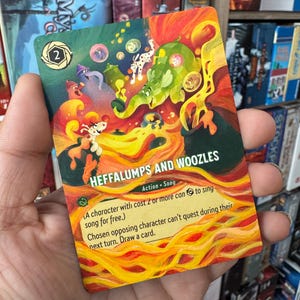 2
HEFFALUMPS AND WOOZLES
Action • Song
(A character with cost 2 or more can to sing
song for free.)
Chosen opposing character can't quest during their
next turn. Draw a card.